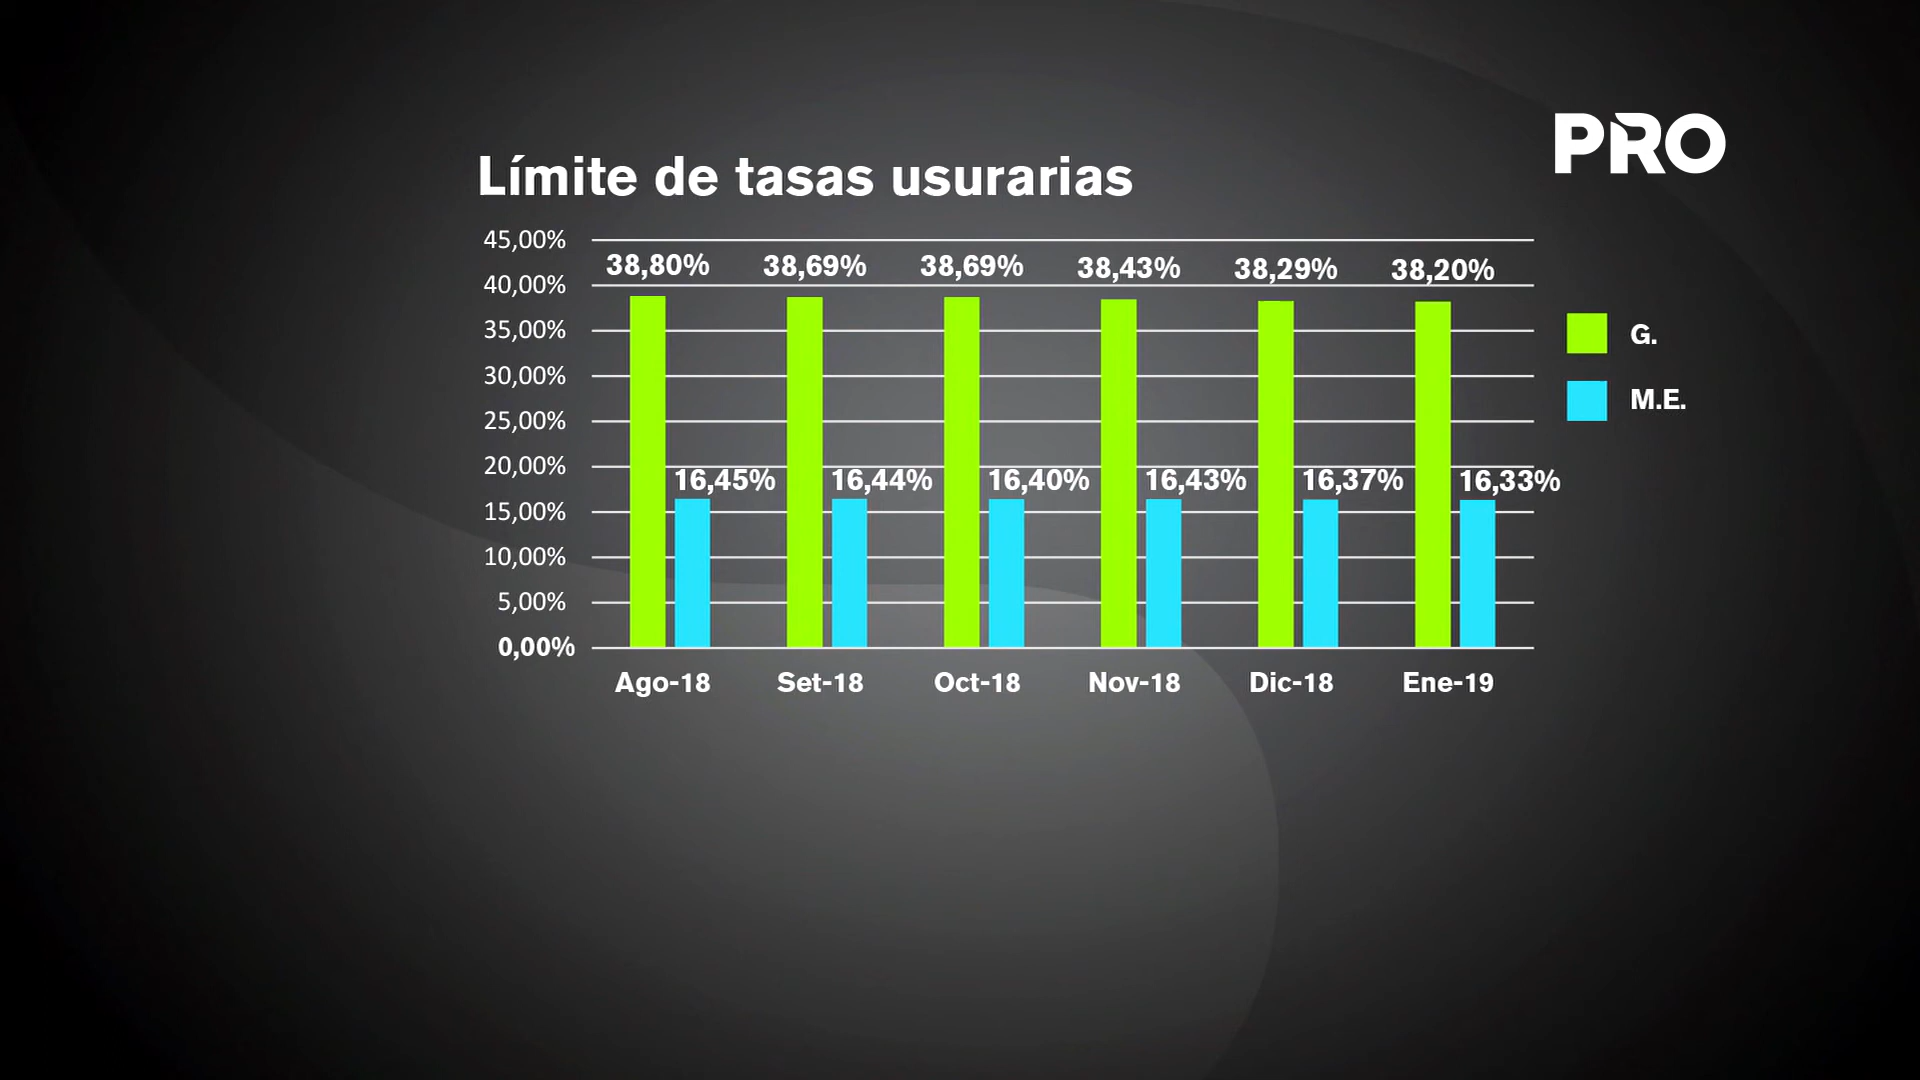 PRO
Límite de tasas usurarias
45,00%
40,00%
35,00%
30,00%
25,00%
20,00%
15,00%
10,00%
5,00%
0,00%
38,80% 38,69% 38,69% 38,43% 38,29% 38,20%
16,45% 16,44% 16,40% 16,43% 16,37% 16,33%
Ago-18 Set-18 Oct-18 Nov-18 Dic-18 Ene-19
G.
M.E.